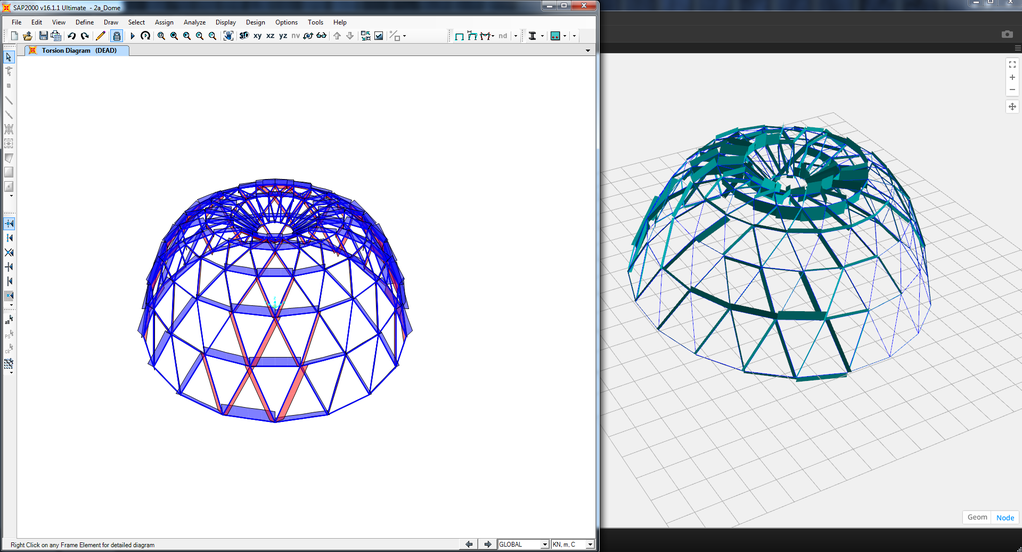 SAP2000 v16.1.1 Ultimate - 2a_Dome
File Edit View Define Draw Select Assign Analyze Display Design Options Tools Help
xy xz yz nv
nd
Torsion Diagram (DEAD)
Geom Node
Right Click on any Frame Element for detailed diagram
GLOBAL
KN, m, C